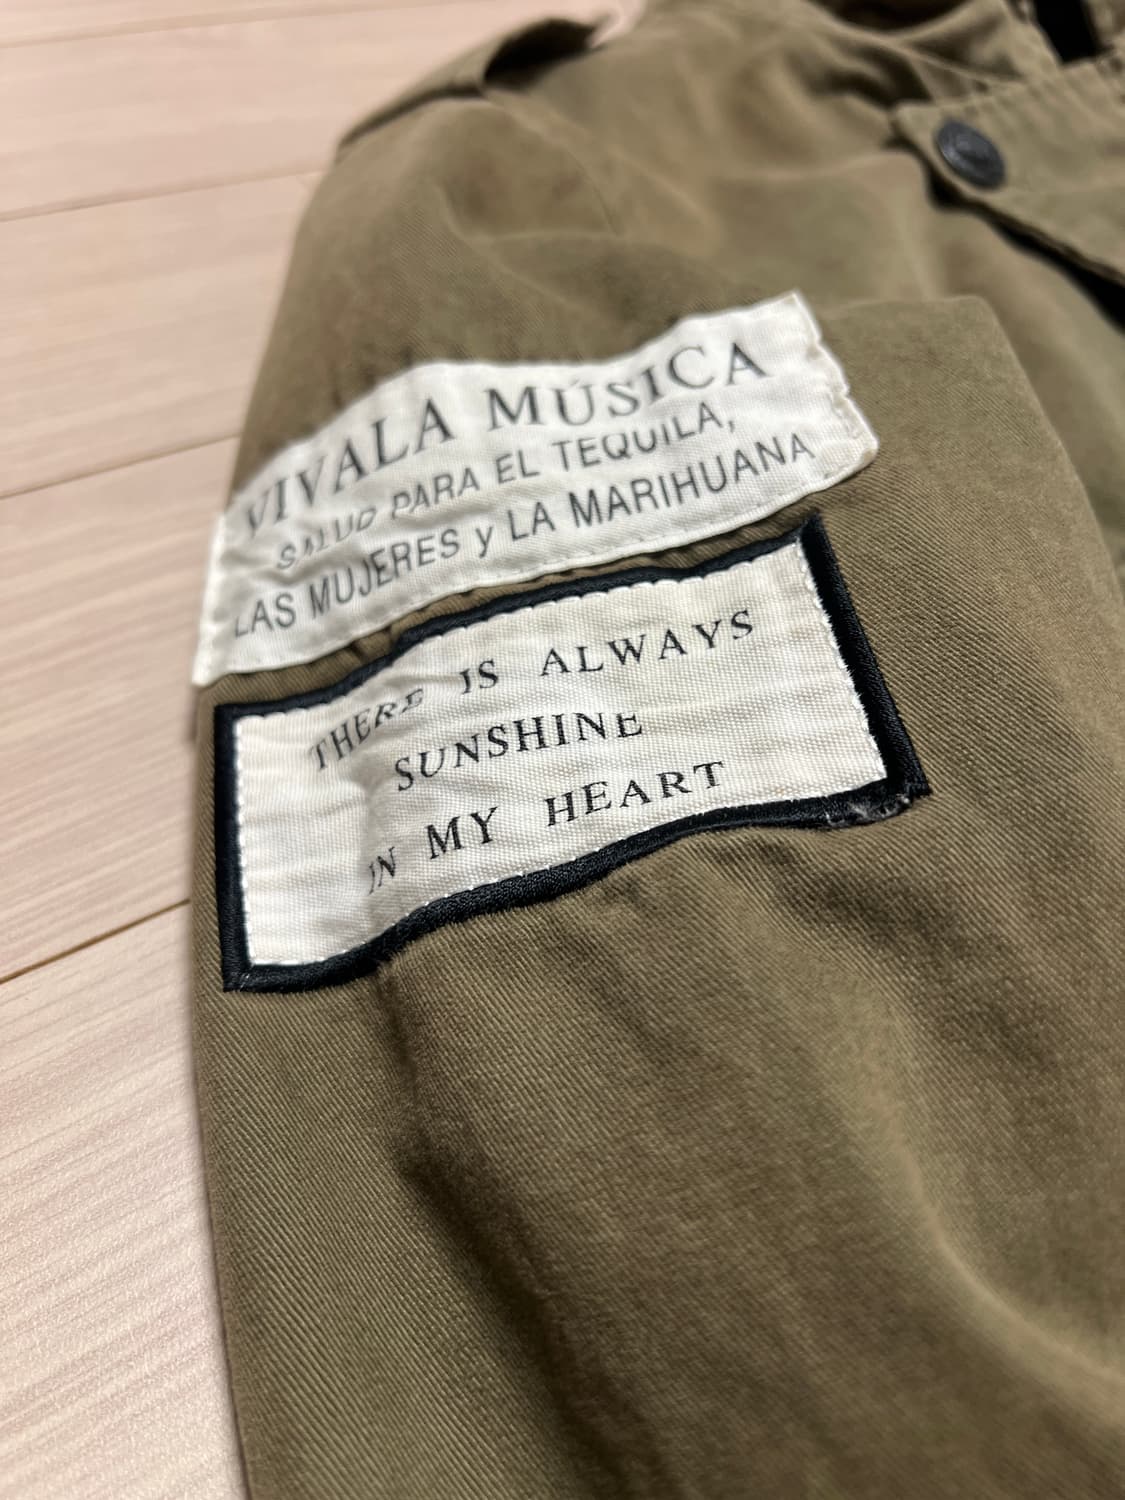 VIVALA MÚSICA
SALUD PARA EL TEQUILA,
LAS MUJERES y LA MARIHUANA
THERE IS ALWAYS
SUNSHINE
IN MY HEART